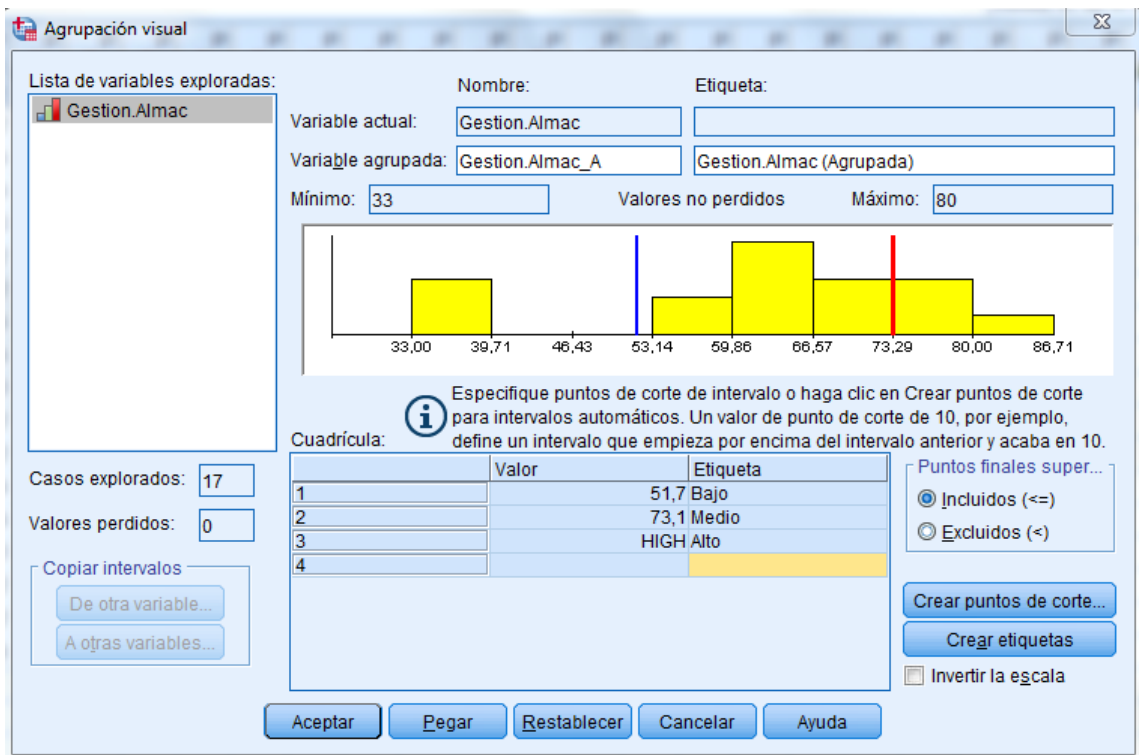 Agrupación visual
Lista de variables exploradas:
Gestion.Almac
Nombre:
Etiqueta:
Variable actual:
Gestion.Almac
Variable agrupada:
Gestion.Almac_A
Gestion.Almac (Agrupada)
Mínimo:
33
Valores no perdidos
Máximo:
80
33,00 39,71 46,43 53,14 59,86 66,57 73,29 80,00 86,71
Especifique puntos de corte de intervalo o haga clic en Crear puntos de corte
para intervalos automáticos. Un valor de punto de corte de 10, por ejemplo,
define un intervalo que empieza por encima del intervalo anterior y acaba en 10.
Cuadrícula:
Valor Etiqueta
1 51,7 Bajo
2 73,1 Medio
3 HIGH Alto
4
Casos explorados: 17
Valores perdidos: 0
Copiar intervalos
De otra variable...
A otras variables...
Puntos finales super...
Incluidos (<=)
Excluidos (<)
Crear puntos de corte...
Crear etiquetas
Invertir la escala
Aceptar Pegar Restablecer Cancelar Ayuda